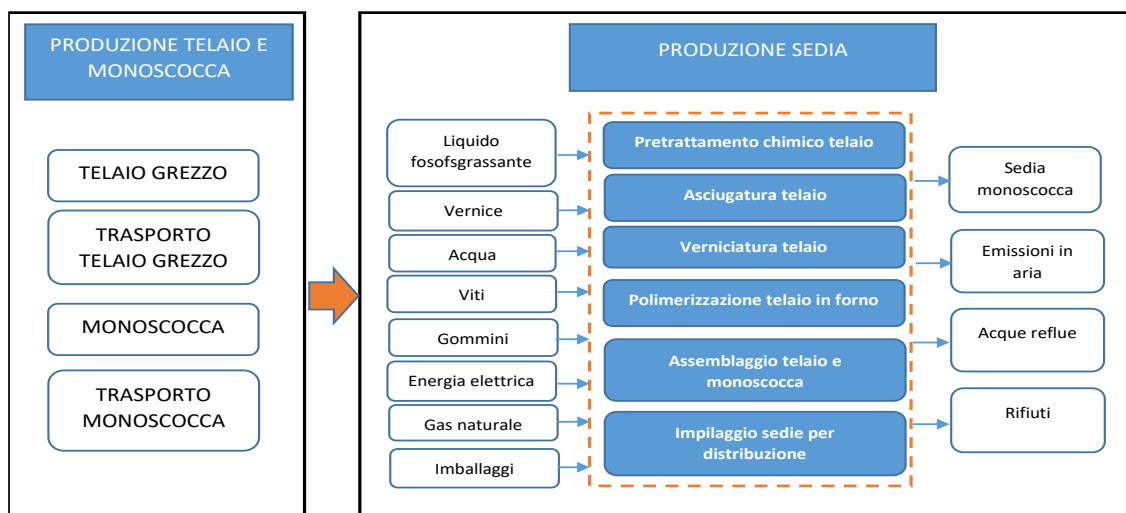 PRODUZIONE TELAIO E
MONOSCOCCA
TELAIO GREZZO
TRASPORTO
TELAIO GREZZO
MONOSCOCCA
TRASPORTO
MONOSCOCCA
PRODUZIONE SEDIA
Liquido
fosofsgrassante
Vernice
Acqua
Viti
Gommini
Energia elettrica
Gas naturale
Imballaggi
Pretrattamento chimico telaio
Asciugatura telaio
Verniciatura telaio
Polimerizzazione telaio in forno
Assemblaggio telaio e
monoscocca
Impilaggio sedie per
distribuzione
Sedia
monoscocca
Emissioni in
aria
Acque reflue
Rifiuti